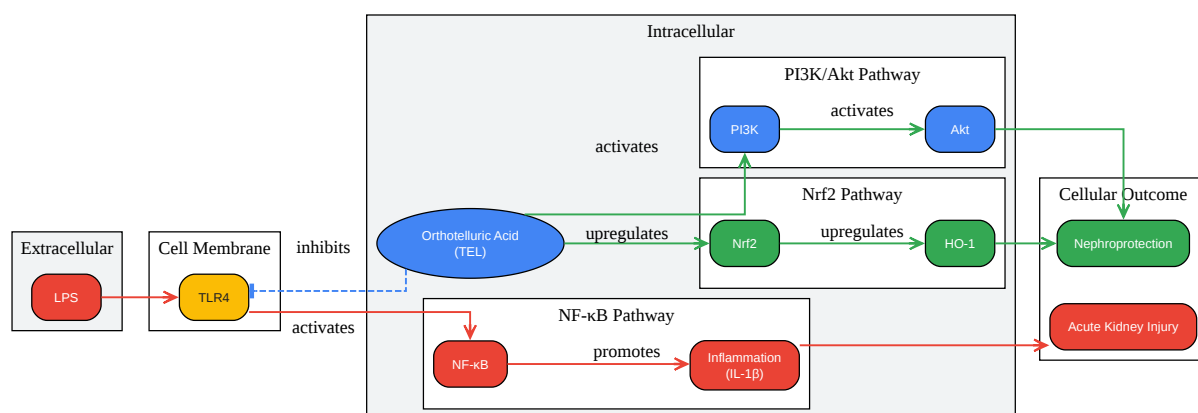 Intracellular
PI3K/Akt Pathway
PI3K
activates
Akt
activates
Nrf2 Pathway
Cellular Outcome
Orthotelluric Acid
(TEL)
upregulates
Nrf2
upregulates
HO-1
Nephroprotection
Extracellular
Cell Membrane
inhibits
LPS
TLR4
activates
NF-κB Pathway
Acute Kidney Injury
NF-κB
promotes
Inflammation
(IL-1β)